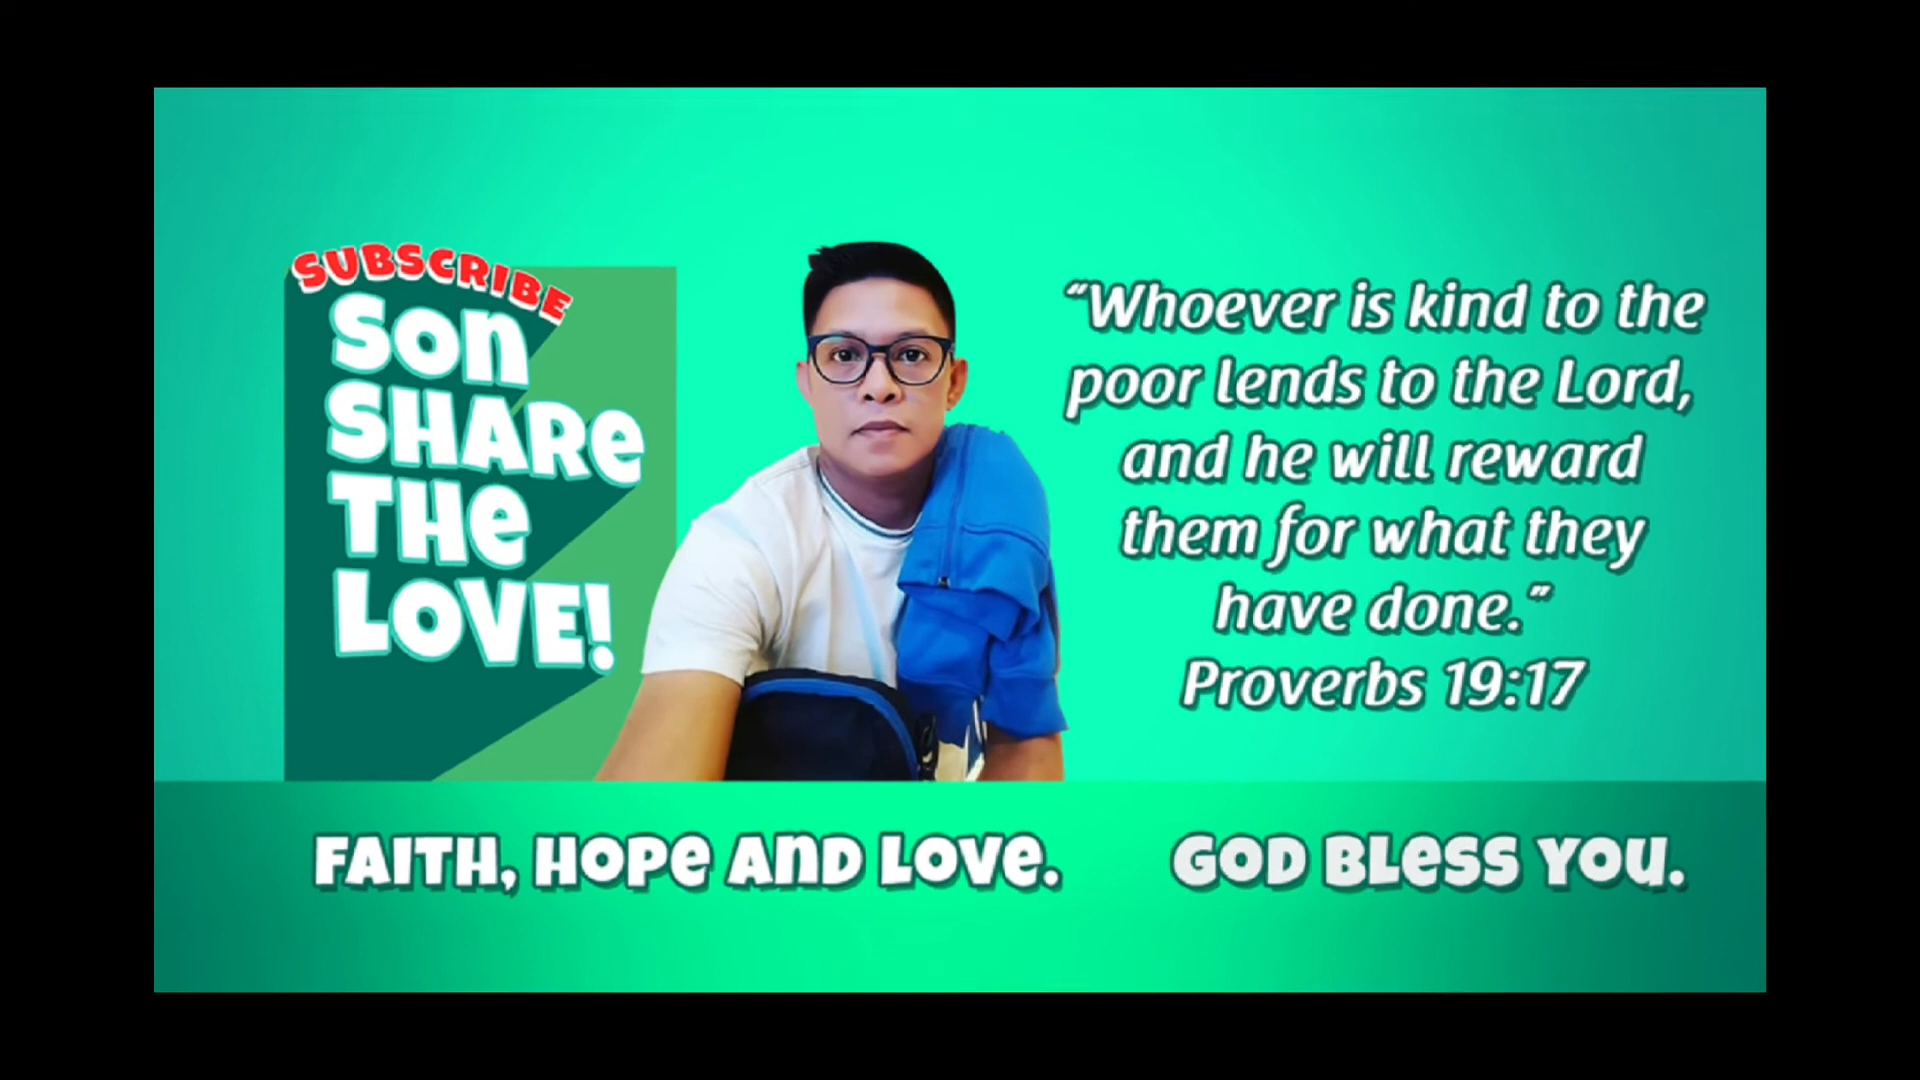 SUBSCRIBE
Son
SHARe
THe
LOVE!
“Whoever is kind to the
poor lends to the Lord,
and he will reward
them for what they
have done.”
Proverbs 19:17
FAITH, HOPe AnD LOVe.
GOD BLeSS YOU.